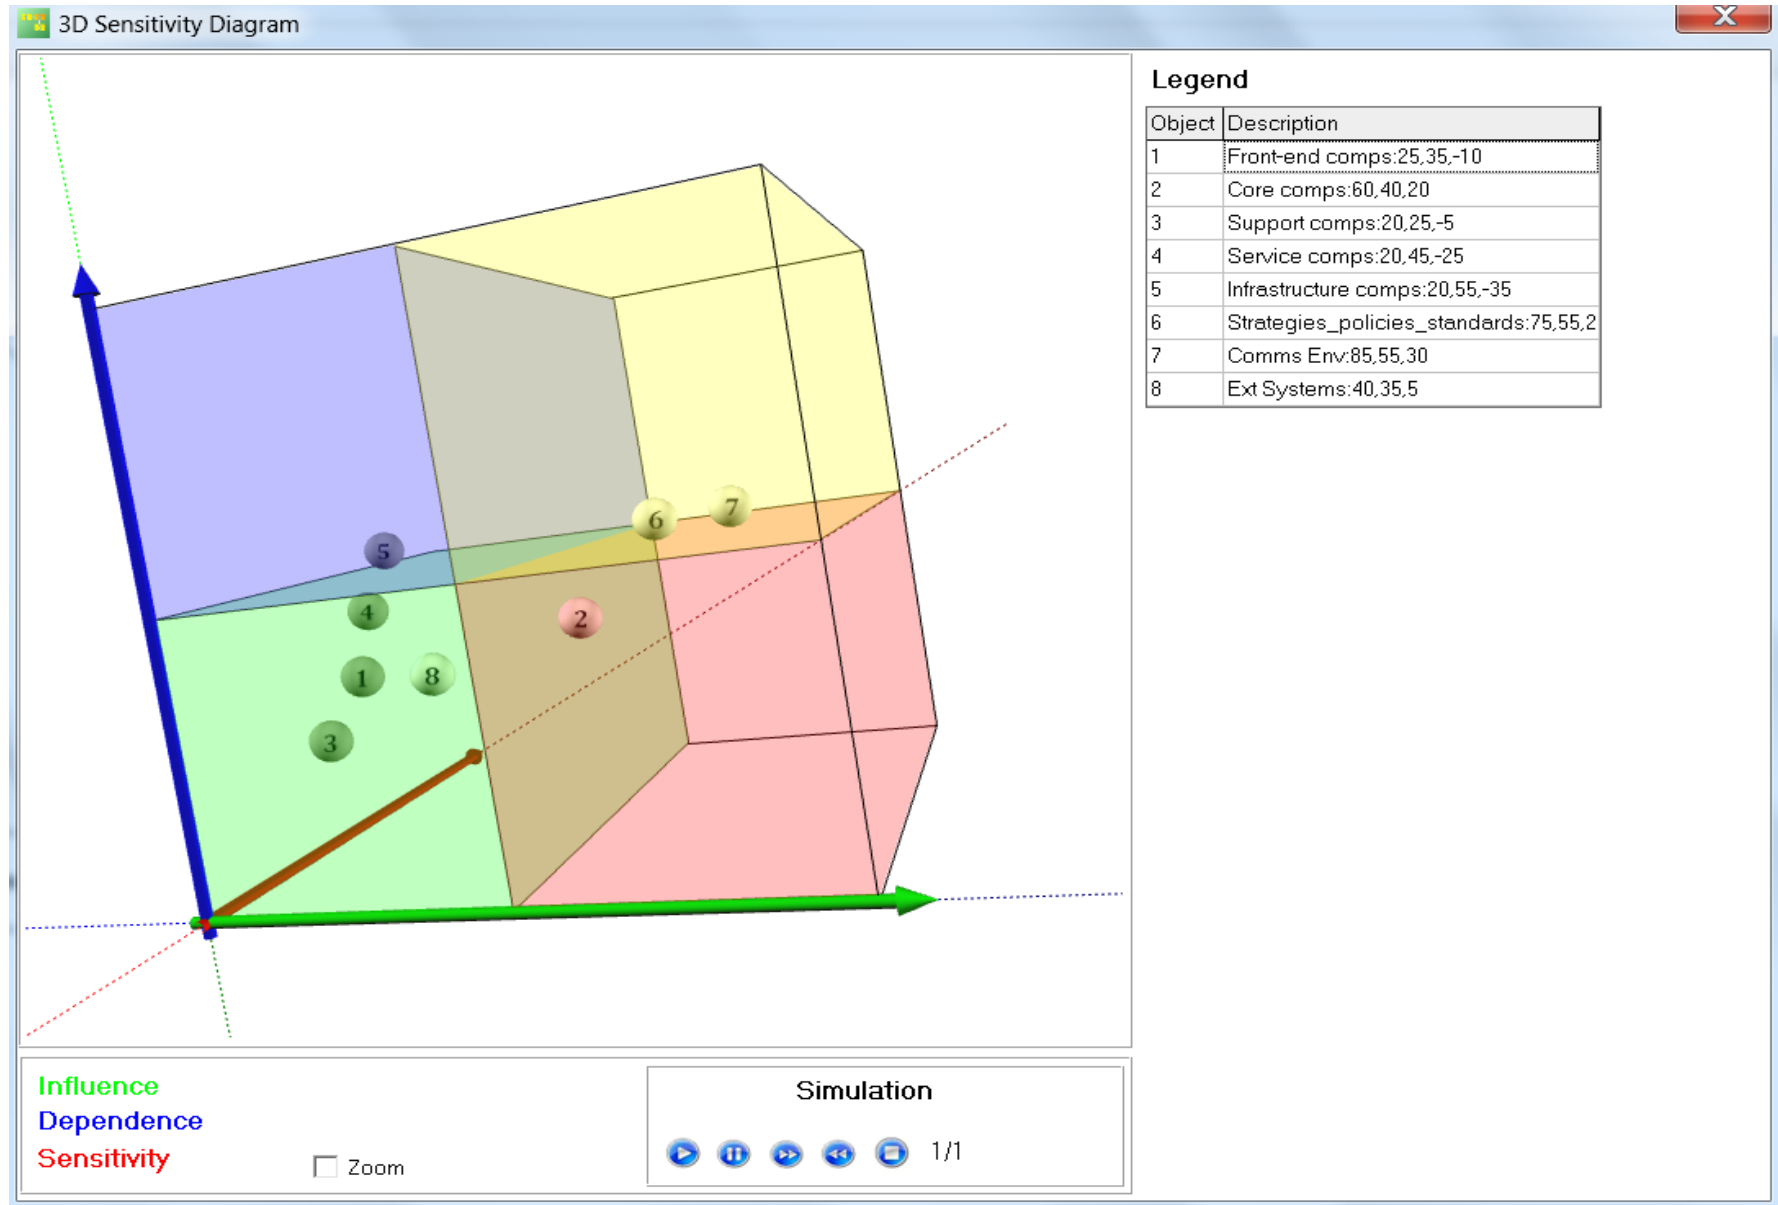 3D Sensitivity Diagram
Legend
Object Description
1 Front-end comps:25,35,-10
2 Core comps:60,40,20
3 Support comps:20,25,-5
4 Service comps:20,45,-25
5 Infrastructure comps:20,55,-35
6 Strategies_policies_standards:75,55,2
7 Comms Env:85,55,30
8 Ext Systems:40,35,5
7
6
5
4
2
1
8
3
Influence
Dependence
Sensitivity
Zoom
Simulation
1/1